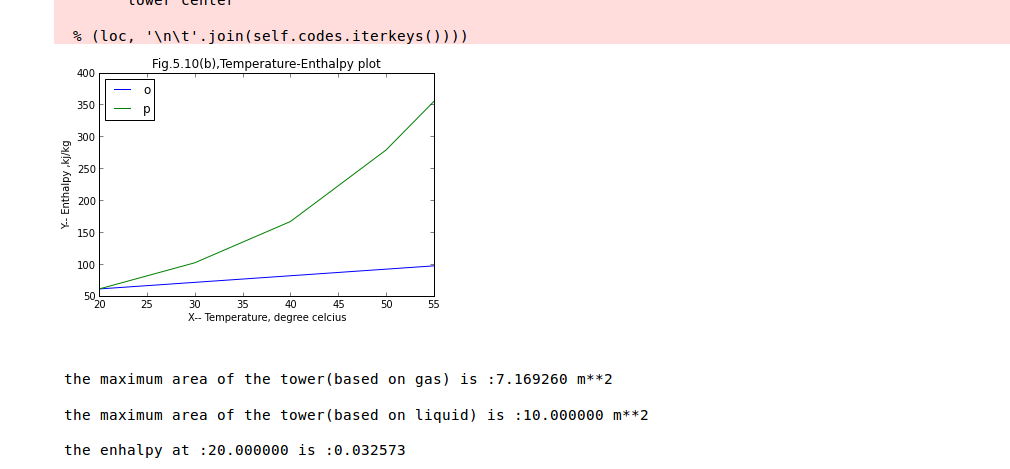 lower center
% (loc, '\n\t'.join(self.codes.iterkeys())))
Fig.5.10(b),Temperature-Enthalpy plot
o
p
400
350
300
250
200
150
100
50
Y-- Enthalpy ,kj/kg
20 25 30 35 40 45 50 55
X-- Temperature, degree celcius
the maximum area of the tower(based on gas) is :7.169260 m**2
the maximum area of the tower(based on liquid) is :10.000000 m**2
the enhalpy at :20.000000 is :0.032573